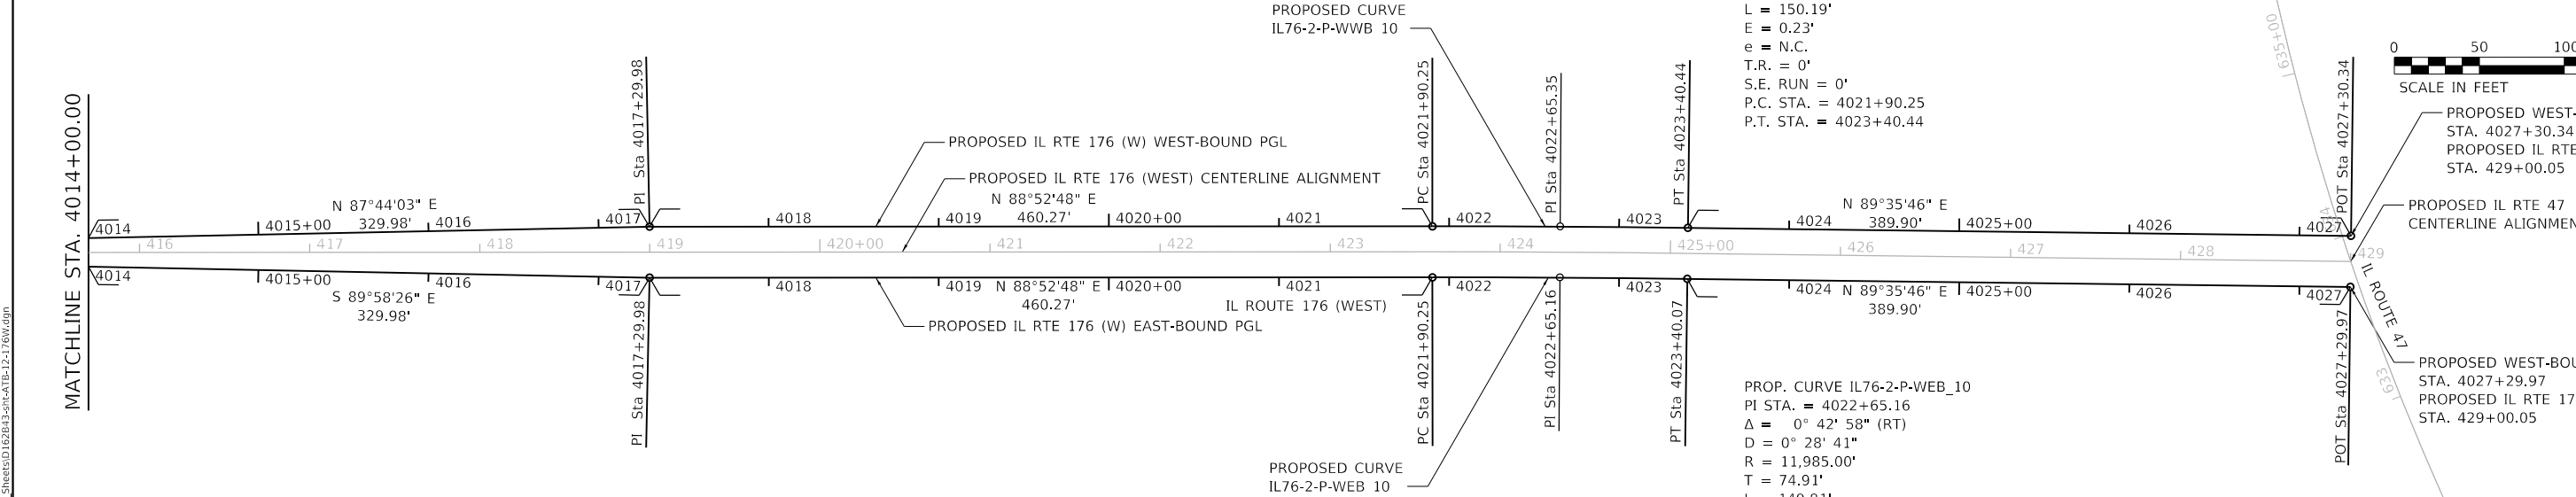 PROPOSED CURVE
IL76-2-P-WWB 10
L = 150.19'
E = 0.23'
e = N.C.
T.R. = 0'
S.E. RUN = 0'
P.C. STA. = 4021+90.25
P.T. STA. = 4023+40.44
635+00
0 50 100
SCALE IN FEET
PROPOSED WEST-
STA. 4027+30.34
PROPOSED IL RTE
STA. 429+00.05
PROPOSED IL RTE 47
CENTERLINE ALIGNMEN
MATCHLINE STA. 4014+00.00
PI Sta 4017+29.98
PC Sta 4021+90.25
PI Sta 4022+65.35
PT Sta 4023+40.44
POT Sta 4027+30.34
PROPOSED IL RTE 176 (W) WEST-BOUND PGL
PROPOSED IL RTE 176 (WEST) CENTERLINE ALIGNMENT
N 87°44'03" E
329.98'
N 88°52'48" E
460.27'
N 89°35'46" E
389.90'
4014 4015+00 4016 4017 4018 4019 4020+00 4021 4022 4023 4024 4025+00 4026 4027
416 417 418 419 420+00 421 422 423 424 425+00 426 427 428 429
4014 4015+00 4016 4017 4018 4019 4020+00 4021 4022 4023 4024 4025+00 4026 4027
S 89°58'26" E
329.98'
N 88°52'48" E
460.27'
IL ROUTE 176 (WEST)
N 89°35'46" E
389.90'
PROPOSED IL RTE 176 (W) EAST-BOUND PGL
PI Sta 4017+29.98
PC Sta 4021+90.25
PI Sta 4022+65.16
PT Sta 4023+40.07
POT Sta 4027+29.97
IL ROUTE 47
633
PROPOSED WEST-BOU
STA. 4027+29.97
PROPOSED IL RTE 17
STA. 429+00.05
PROP. CURVE IL76-2-P-WEB_10
PI STA. = 4022+65.16
Δ = 0° 42' 58" (RT)
D = 0° 28' 41"
R = 11,985.00'
T = 74.91'
L = 149.81'
PROPOSED CURVE
IL76-2-P-WEB 10
Sheets\D162B43-sht-ATB-12-176W.dgn